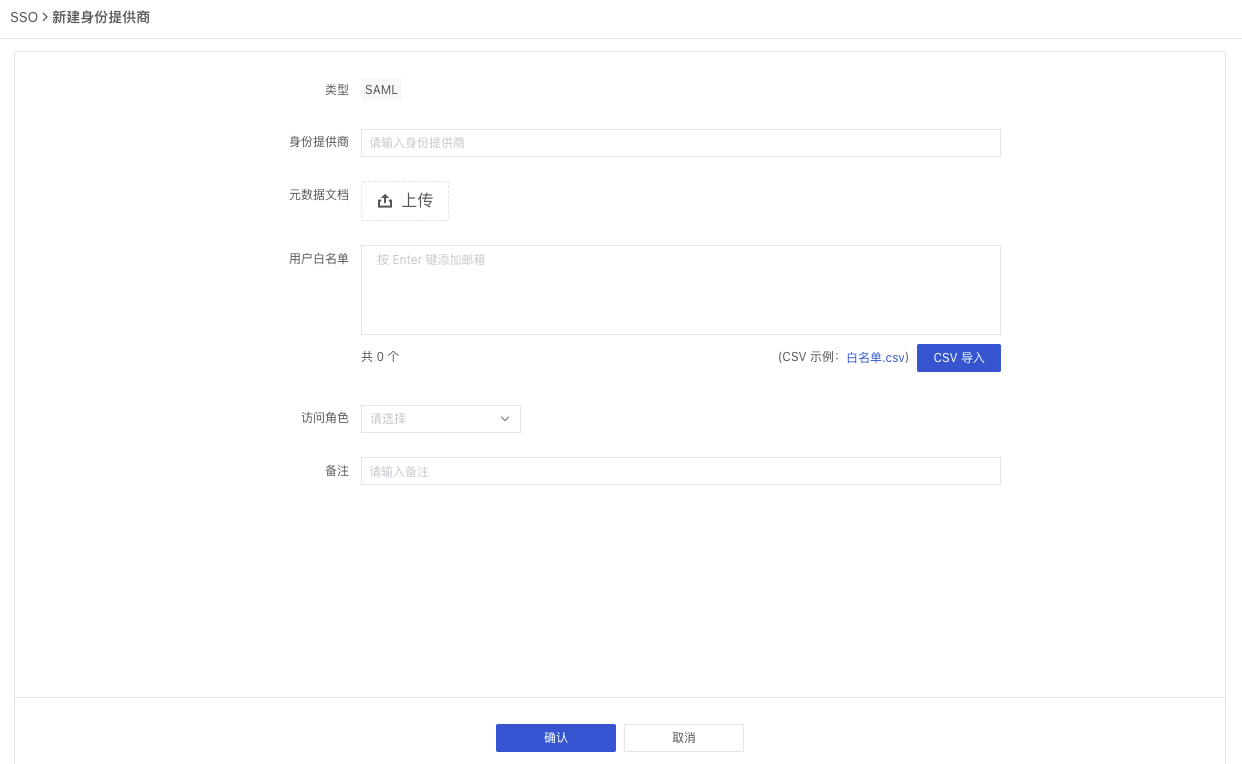 SSO > 新建身份提供商
类型 SAML
身份提供商 请输入身份提供商
元数据文档 上传
用户白名单 按 Enter 键添加邮箱
共 0 个 (CSV 示例: 白名单.csv) CSV 导入
访问角色 请选择
备注 请输入备注
确认 取消